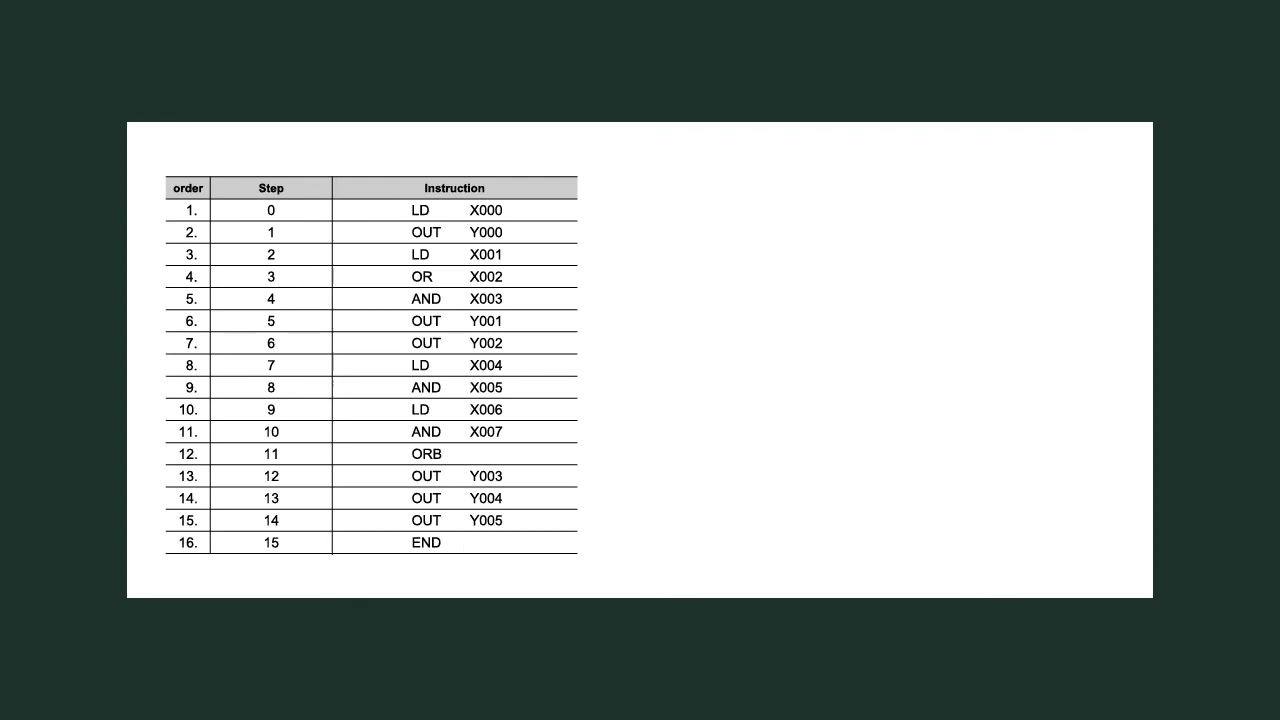 order Step Instruction
1. 0 LD X000
2. 1 OUT Y000
3. 2 LD X001
4. 3 OR X002
5. 4 AND X003
6. 5 OUT Y001
7. 6 OUT Y002
8. 7 LD X004
9. 8 AND X005
10. 9 LD X006
11. 10 AND X007
12. 11 ORB
13. 12 OUT Y003
14. 13 OUT Y004
15. 14 OUT Y005
16. 15 END